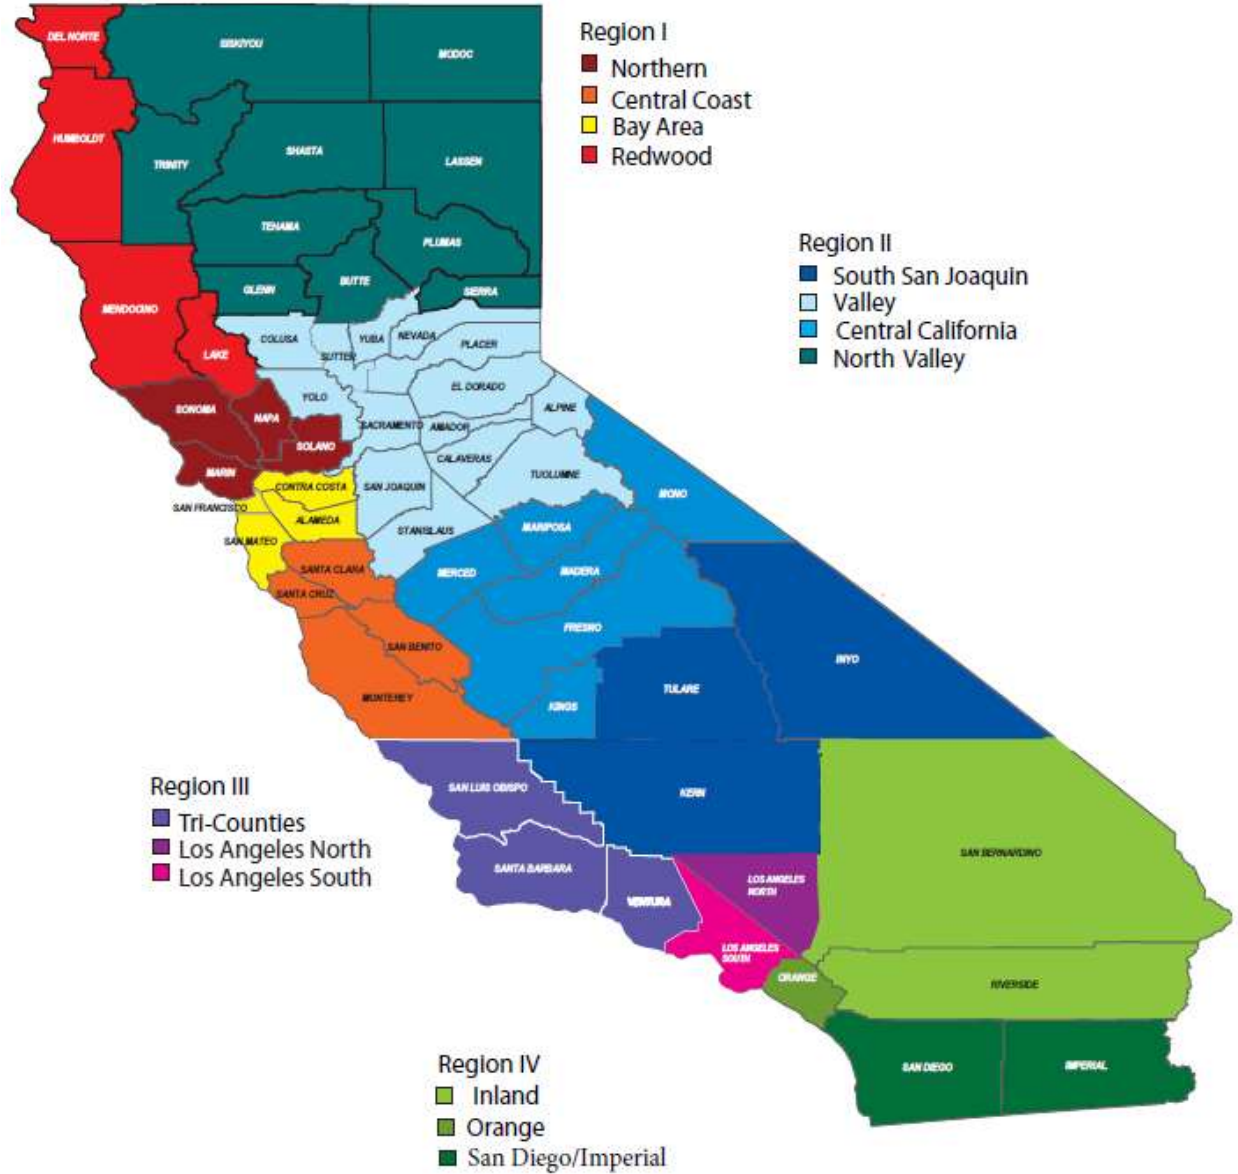 DEL NORTE
SISKIYOU
MODOC
HUMBOLDT
TRINITY
SHASTA
LASSEN
TEHAMA
PLUMAS
GLENN
BUTTE
SIERRA
MENDOCINO
LAKE
COLUSA
SUTTER
YUBA
NEVADA
PLACER
YOLO
EL DORADO
SONOMA
NAPA
SOLANO
SACRAMENTO
AMADOR
ALPINE
MARIN
CALAVERAS
TUOLUMNE
CONTRA COSTA
SAN JOAQUIN
MONO
SAN FRANCISCO
ALAMEDA
STANISLAUS
MARIPOSA
SAN MATEO
SANTA CLARA
MERCED
MADERA
SANTA CRUZ
FRESNO
SAN BENITO
INYO
MONTEREY
KINGS
TULARE
SAN LUIS OBISPO
KERN
SANTA BARBARA
VENTURA
LOS ANGELES
NORTH
SAN BERNARDINO
LOS ANGELES
SOUTH
ORANGE
RIVERSIDE
SAN DIEGO
IMPERIAL
Region I
Northern
Central Coast
Bay Area
Redwood
Region II
South San Joaquin
Valley
Central California
North Valley
Region III
Tri-Counties
Los Angeles North
Los Angeles South
Region IV
Inland
Orange
San Diego/Imperial